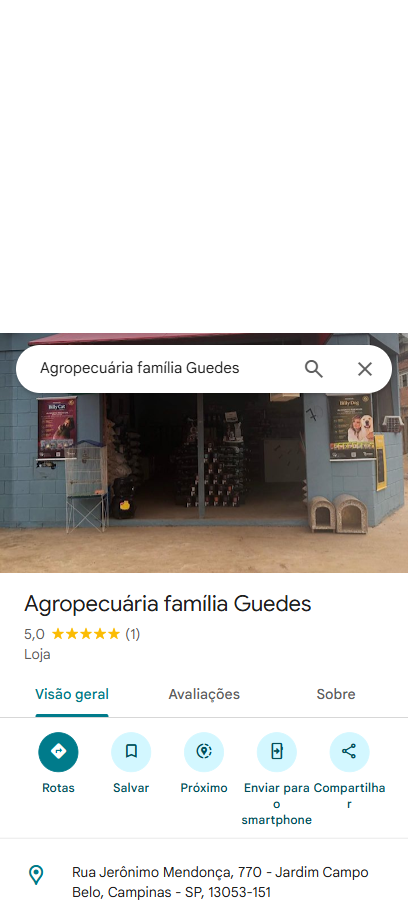 Agropecuária família Guedes
Billy Cat
Billy Dog
Agropecuária família Guedes
5,0 (1)
Loja
Visão geral Avaliações Sobre
Rotas Salvar Próximo Enviar para o smartphone Compartilhar
Rua Jerônimo Mendonça, 770 - Jardim Campo
Belo, Campinas - SP, 13053-151